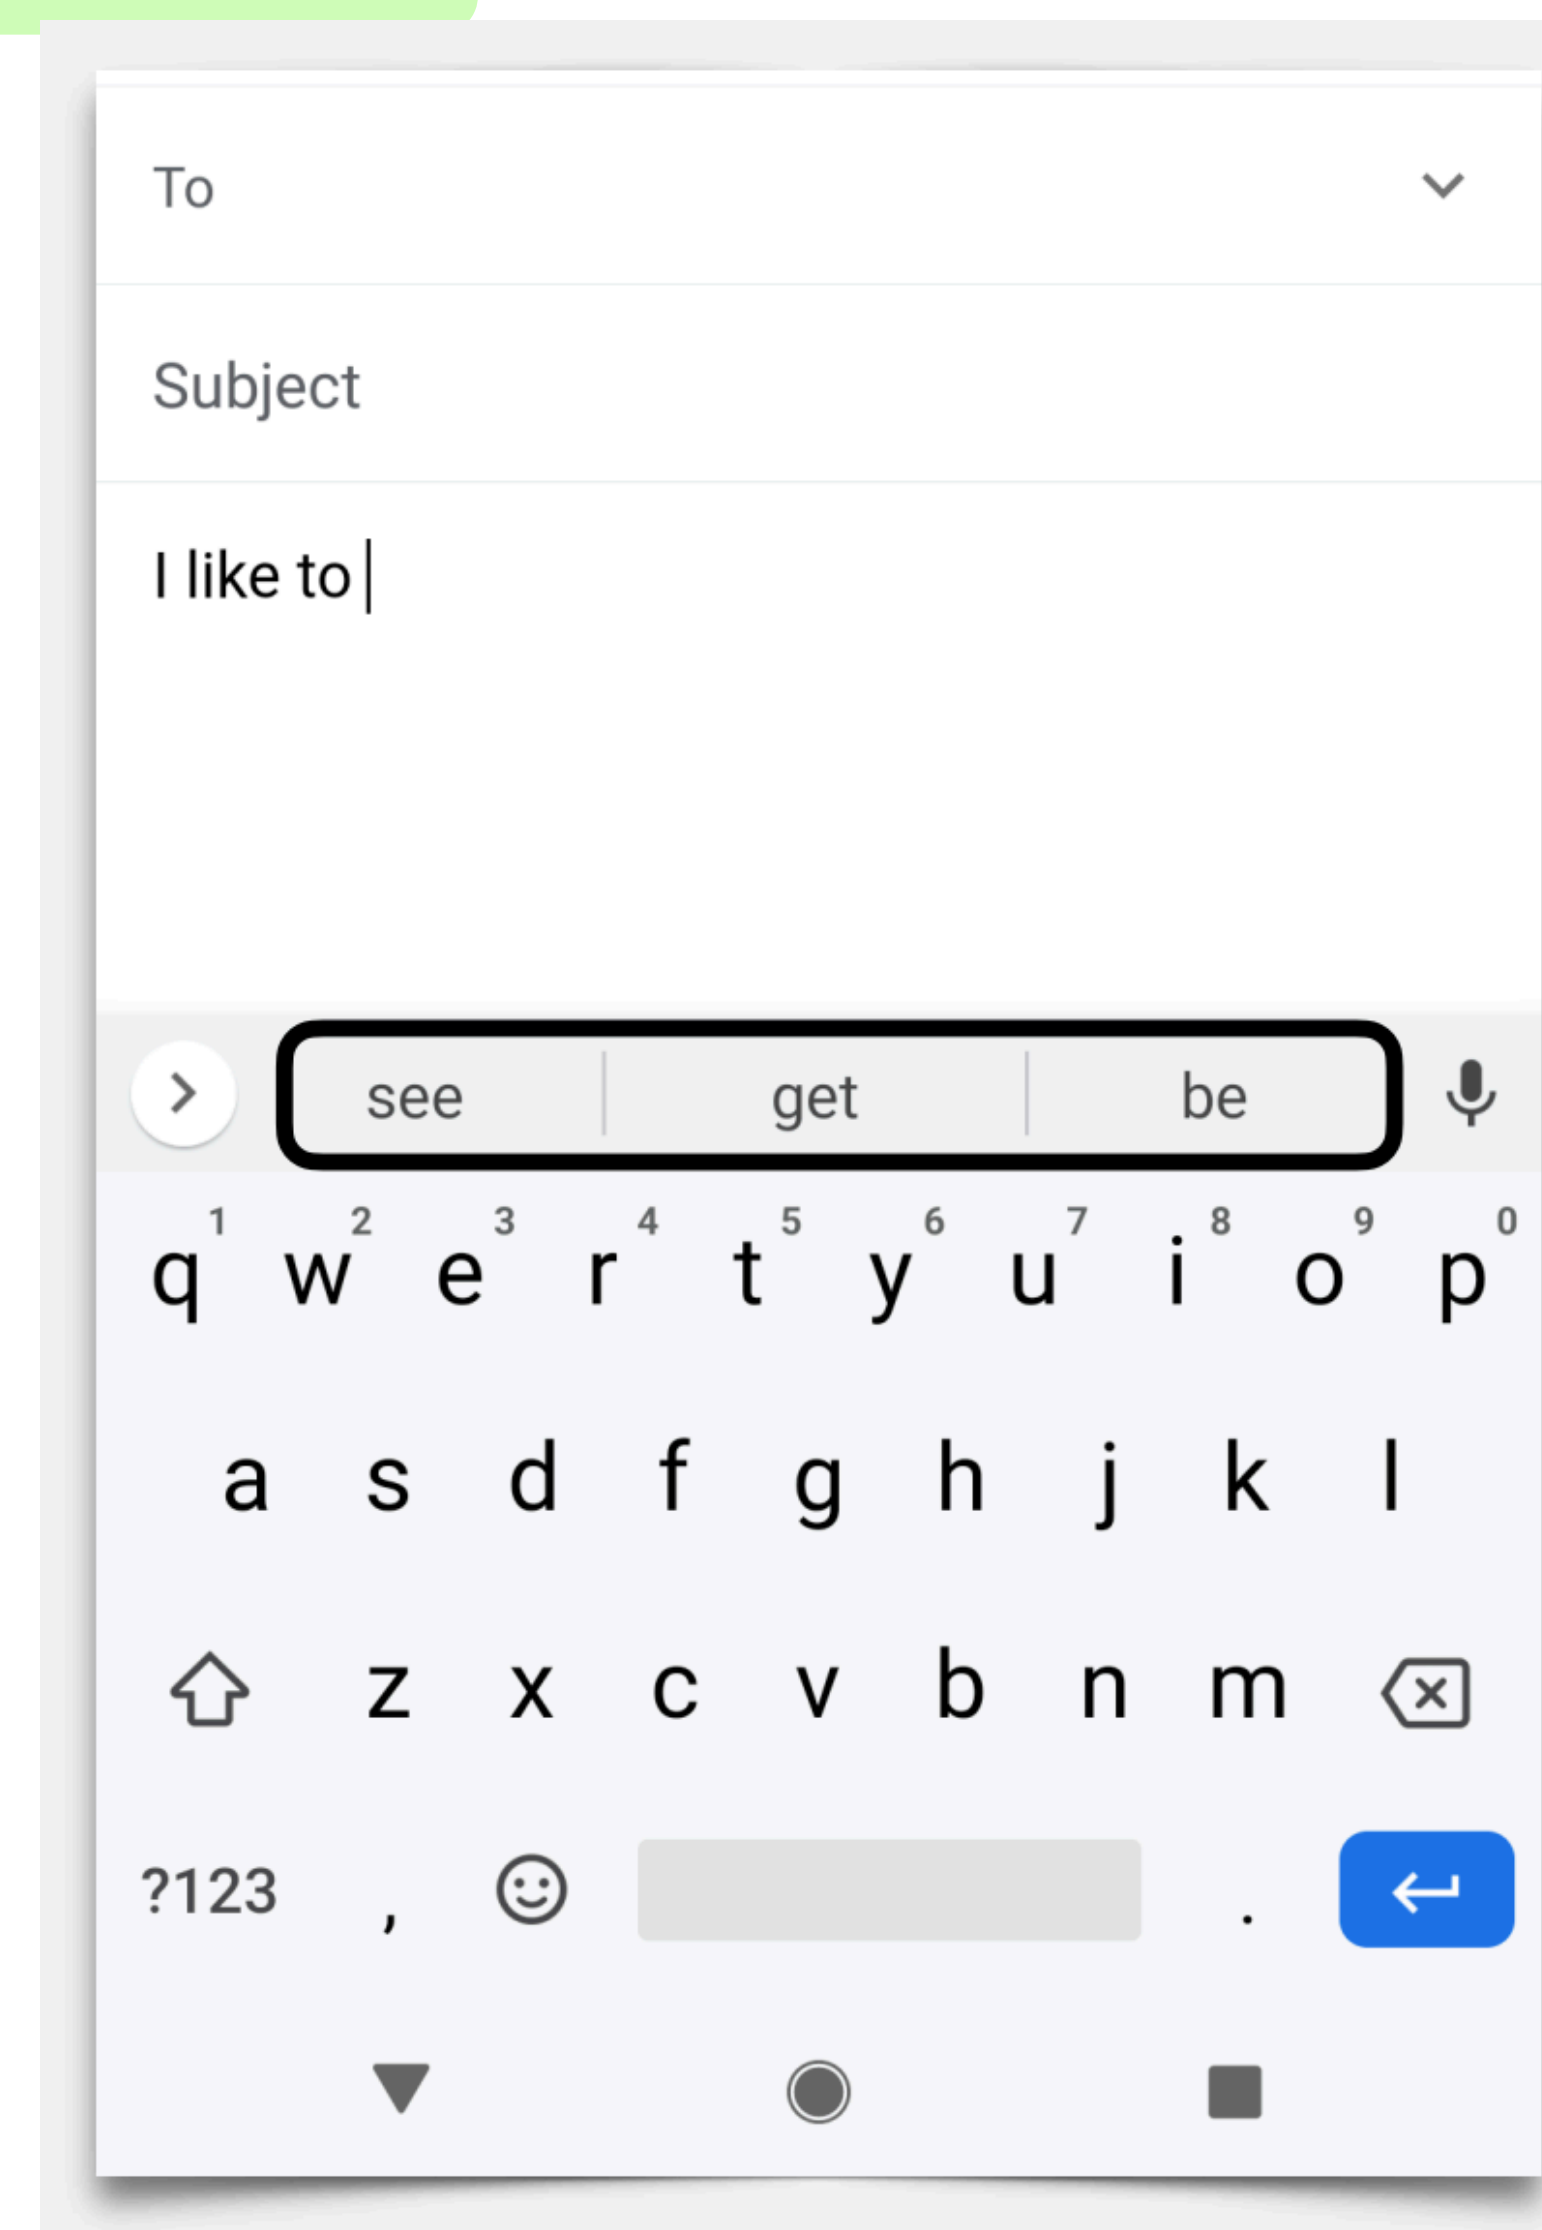 To
Subject
I like to
see get be
1 2 3 4 5 6 7 8 9 0
q w e r t y u i o p
a s d f g h j k l
z x c v b n m
?123 , .